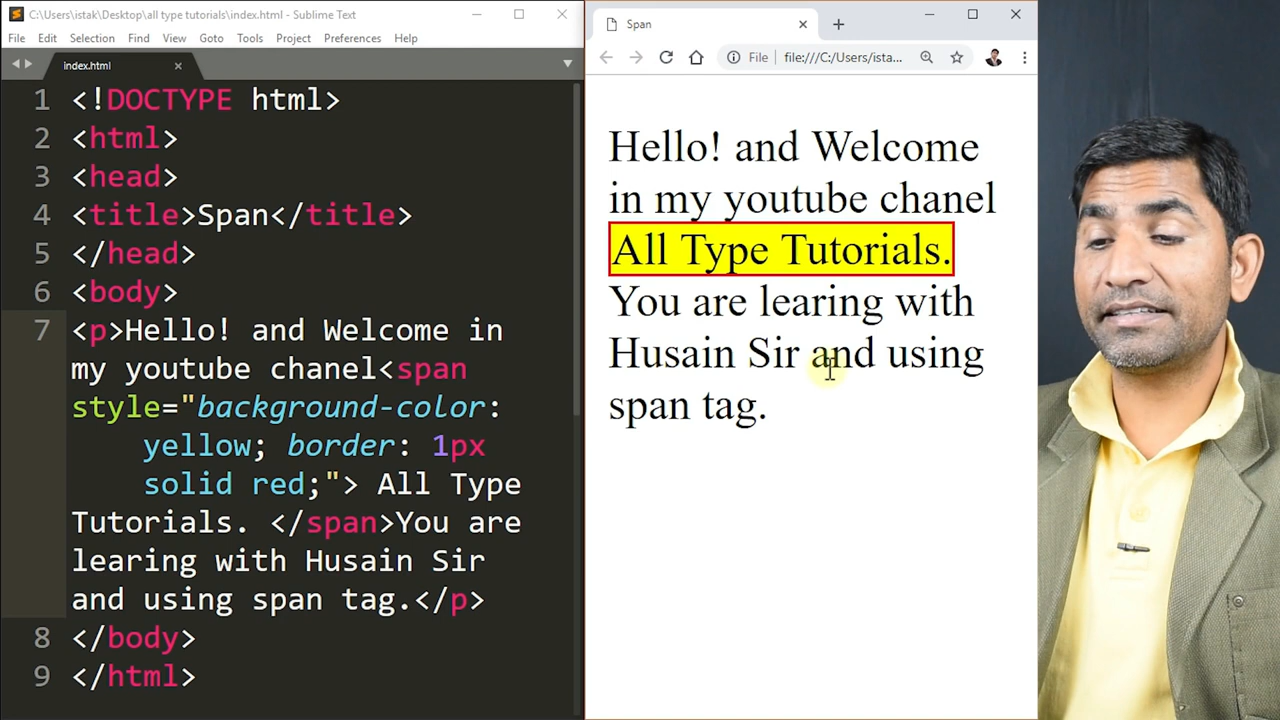 C:\Users\istak\Desktop\all type tutorials\index.html - Sublime Text
File Edit Selection Find View Goto Tools Project Preferences Help
index.html
1 <!DOCTYPE html>
2 <html>
3 <head>
4 <title>Span</title>
5 </head>
6 <body>
7 <p>Hello! and Welcome in
my youtube chanel<span
style="background-color:
yellow; border: 1px
solid red;"> All Type
Tutorials. </span>You are
learing with Husain Sir
and using span tag.</p>
8 </body>
9 </html>
Span
File file:///C:/Users/ista...
Hello! and Welcome
in my youtube chanel
All Type Tutorials.
You are learing with
Husain Sir and using
span tag.